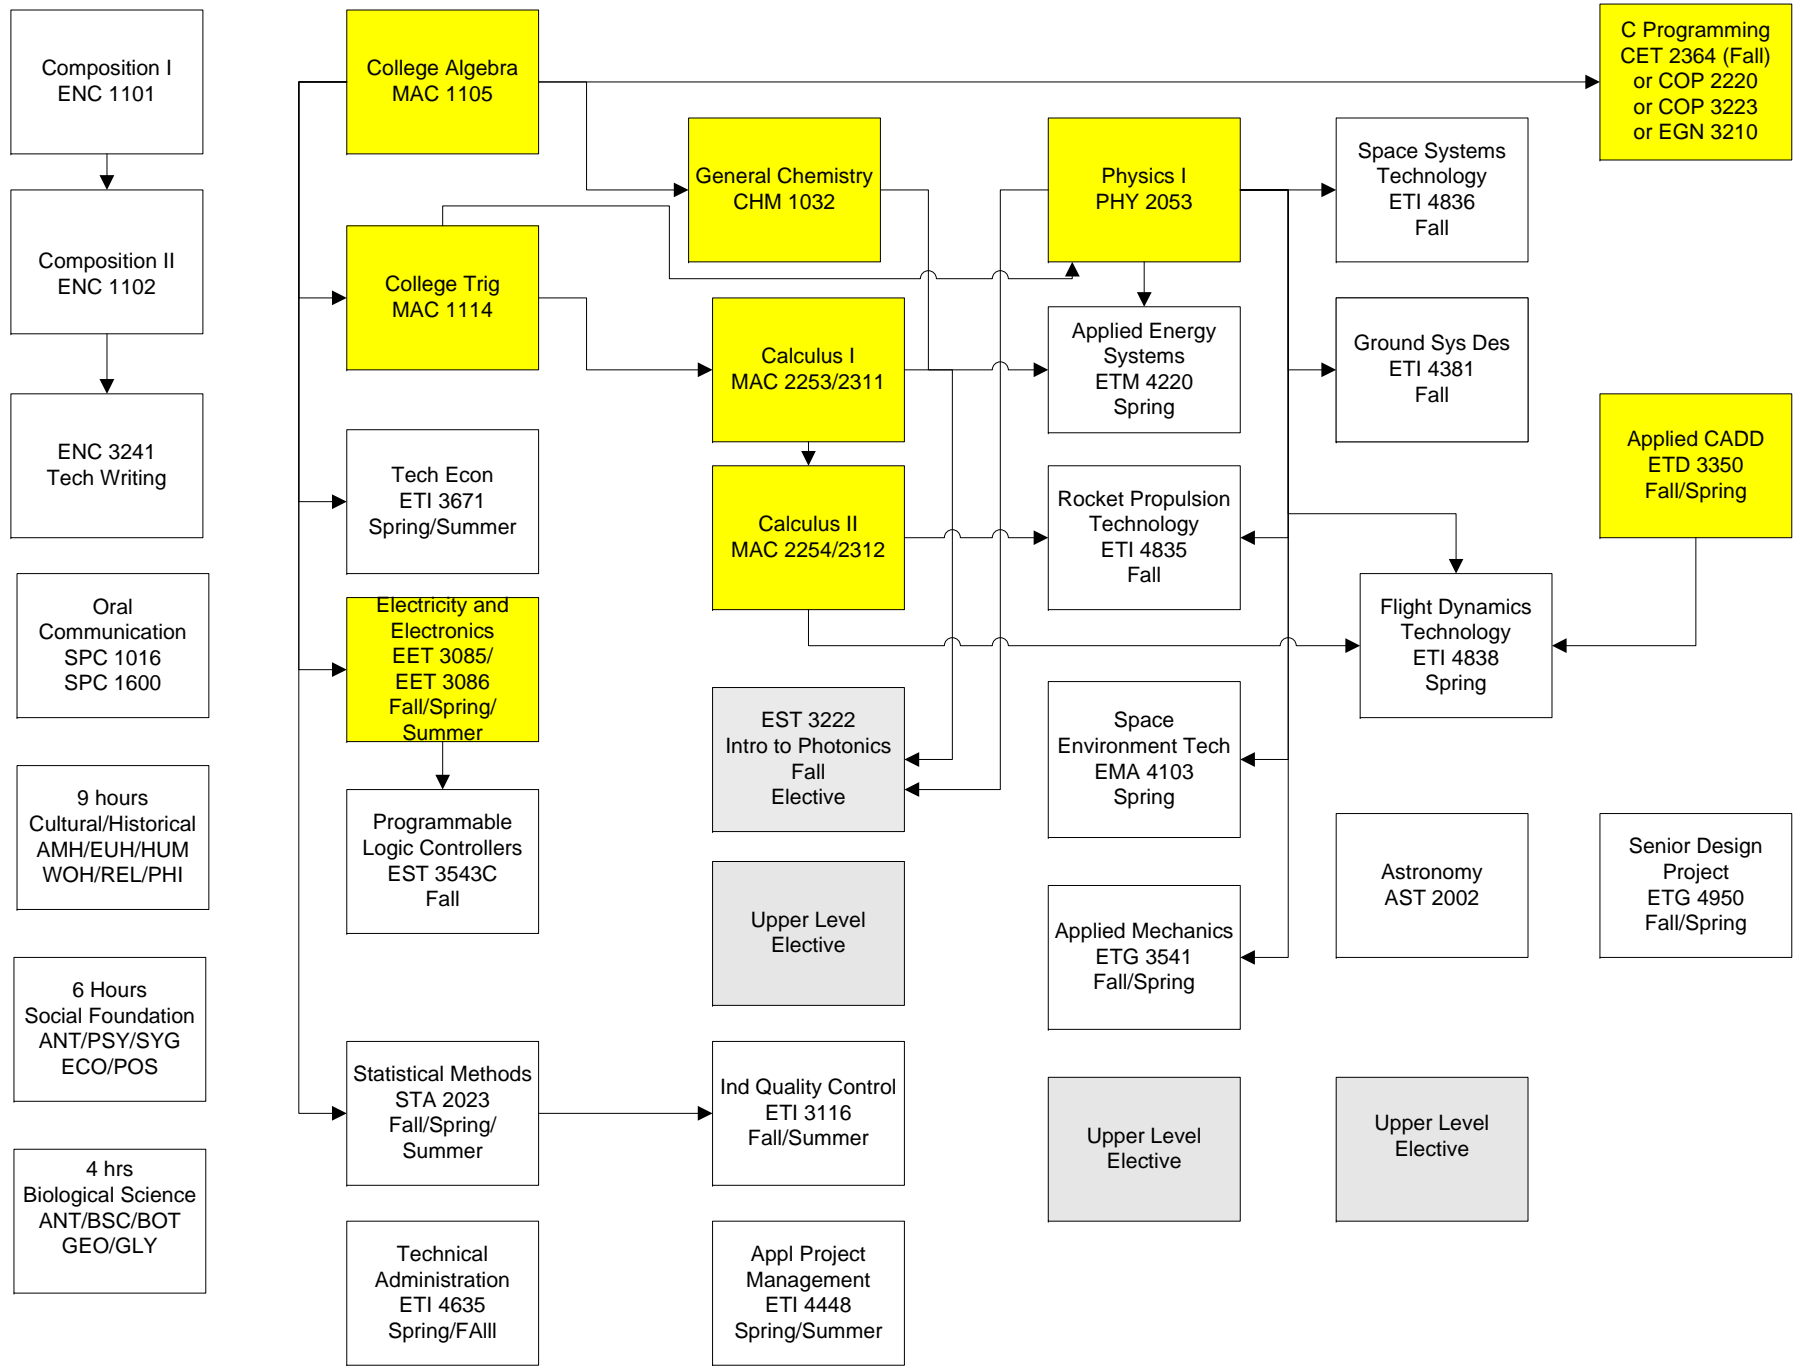 Composition I
ENC 1101
Composition II
ENC 1102
ENC 3241
Tech Writing
Oral
Communication
SPC 1016
SPC 1600
9 hours
Cultural/Historical
AMH/EUH/HUM
WOH/REL/PHI
6 Hours
Social Foundation
ANT/PSY/SYG
ECO/POS
4 hrs
Biological Science
ANT/BSC/BOT
GEO/GLY
College Algebra
MAC 1105
College Trig
MAC 1114
Tech Econ
ETI 3671
Spring/Summer
Electricity and
Electronics
EET 3085/
EET 3086
Fall/Spring/
Summer
Programmable
Logic Controllers
EST 3543C
Fall
Statistical Methods
STA 2023
Fall/Spring/
Summer
Technical
Administration
ETI 4635
Spring/FAlll
General Chemistry
CHM 1032
Calculus I
MAC 2253/2311
Calculus II
MAC 2254/2312
EST 3222
Intro to Photonics
Fall
Elective
Upper Level
Elective
Ind Quality Control
ETI 3116
Fall/Summer
Appl Project
Management
ETI 4448
Spring/Summer
Physics I
PHY 2053
Applied Energy
Systems
ETM 4220
Spring
Rocket Propulsion
Technology
ETI 4835
Fall
Space
Environment Tech
EMA 4103
Spring
Applied Mechanics
ETG 3541
Fall/Spring
Upper Level
Elective
Space Systems
Technology
ETI 4836
Fall
Ground Sys Des
ETI 4381
Fall
Flight Dynamics
Technology
ETI 4838
Spring
Astronomy
AST 2002
Upper Level
Elective
C Programming
CET 2364 (Fall)
or COP 2220
or COP 3223
or EGN 3210
Applied CADD
ETD 3350
Fall/Spring
Senior Design
Project
ETG 4950
Fall/Spring